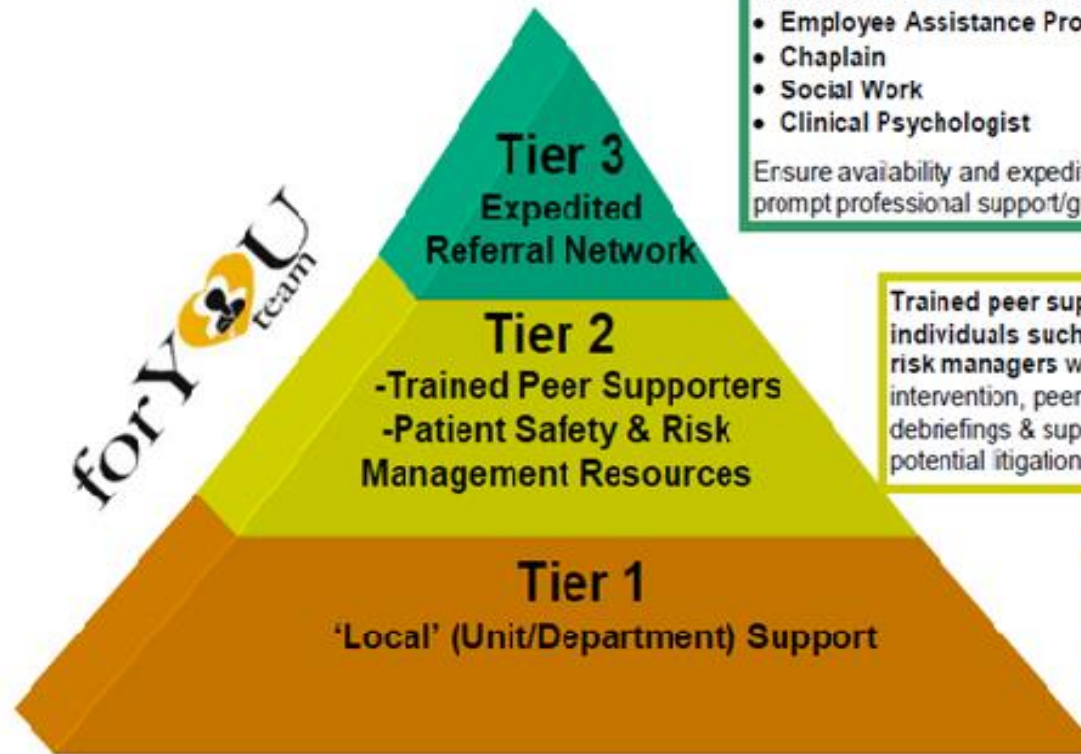 • Employee Assistance Pro
• Chaplain
• Social Work
• Clinical Psychologist
Ensure availability and expedi
prompt professional support/g
Tier 3
Expedited
Referral Network
forYOU
team
Trained peer sup
individuals such
risk managers w
intervention, peer
debriefings & sup
potential litigation
Tier 2
-Trained Peer Supporters
-Patient Safety & Risk
Management Resources
Tier 1
‘Local’ (Unit/Department) Support